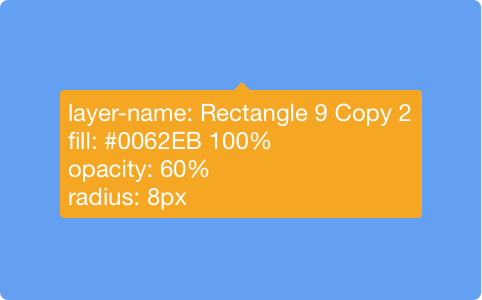 layer-name: Rectangle 9 Copy 2
fill: #0062EB 100%
opacity: 60%
radius: 8px